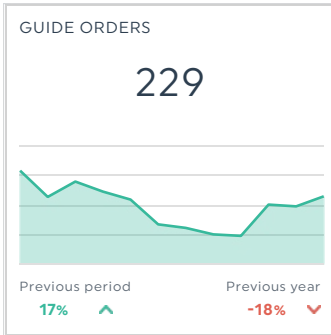 GUIDE ORDERS
229
Previous period
Previous year
17%
-18%